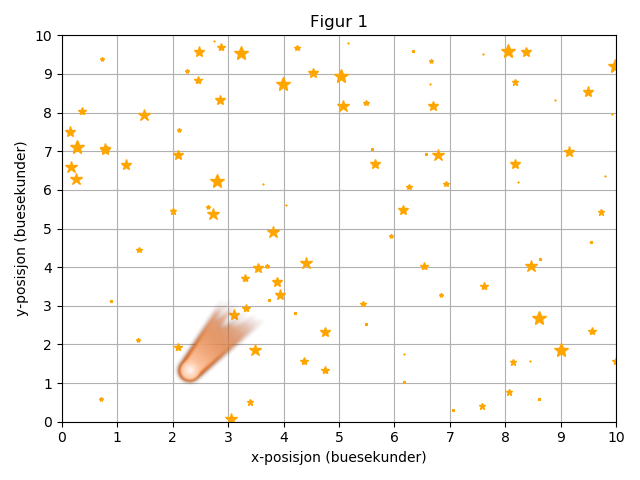 Figur 1
10
9
8
7
6
5
4
3
2
1
0
y-posisjon (buesekunder)
0 1 2 3 4 5 6 7 8 9 10
x-posisjon (buesekunder)